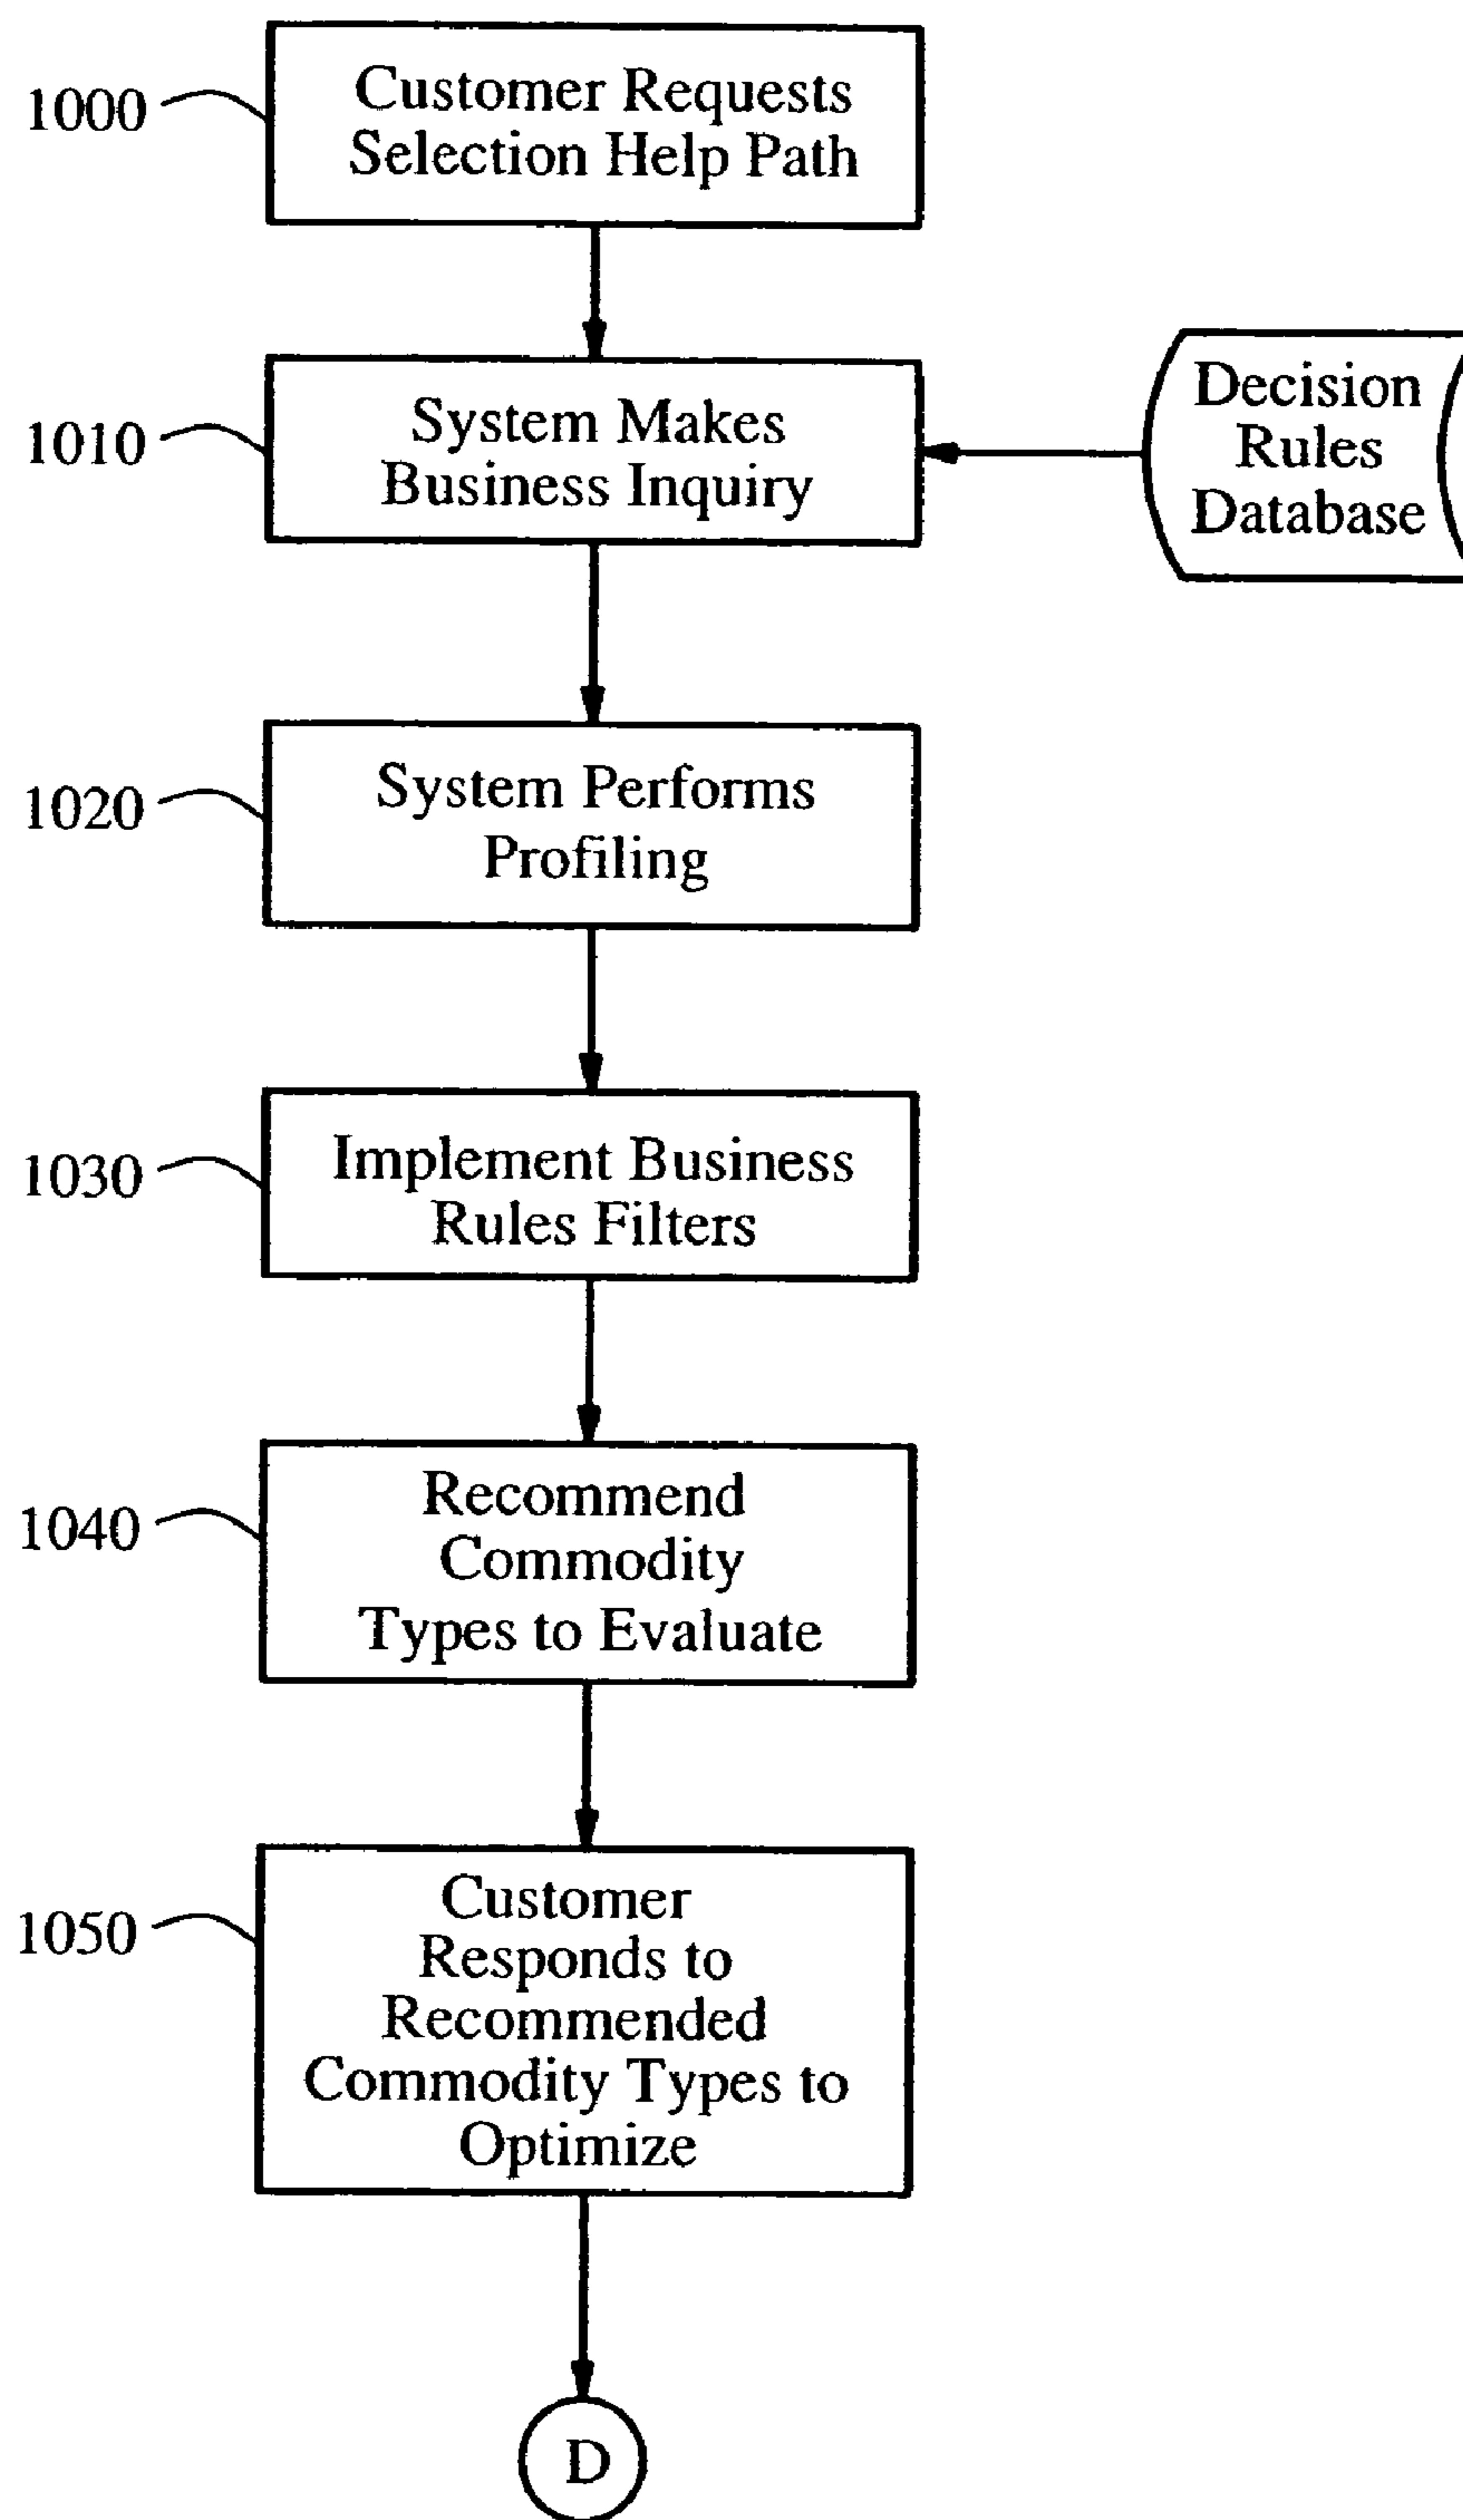 1000
Customer Requests
Selection Help Path
1010
System Makes
Business Inquiry
Decision
Rules
Database
1020
System Performs
Profiling
1030
Implement Business
Rules Filters
1040
Recommend
Commodity
Types to Evaluate
1050
Customer
Responds to
Recommended
Commodity Types to
Optimize
D